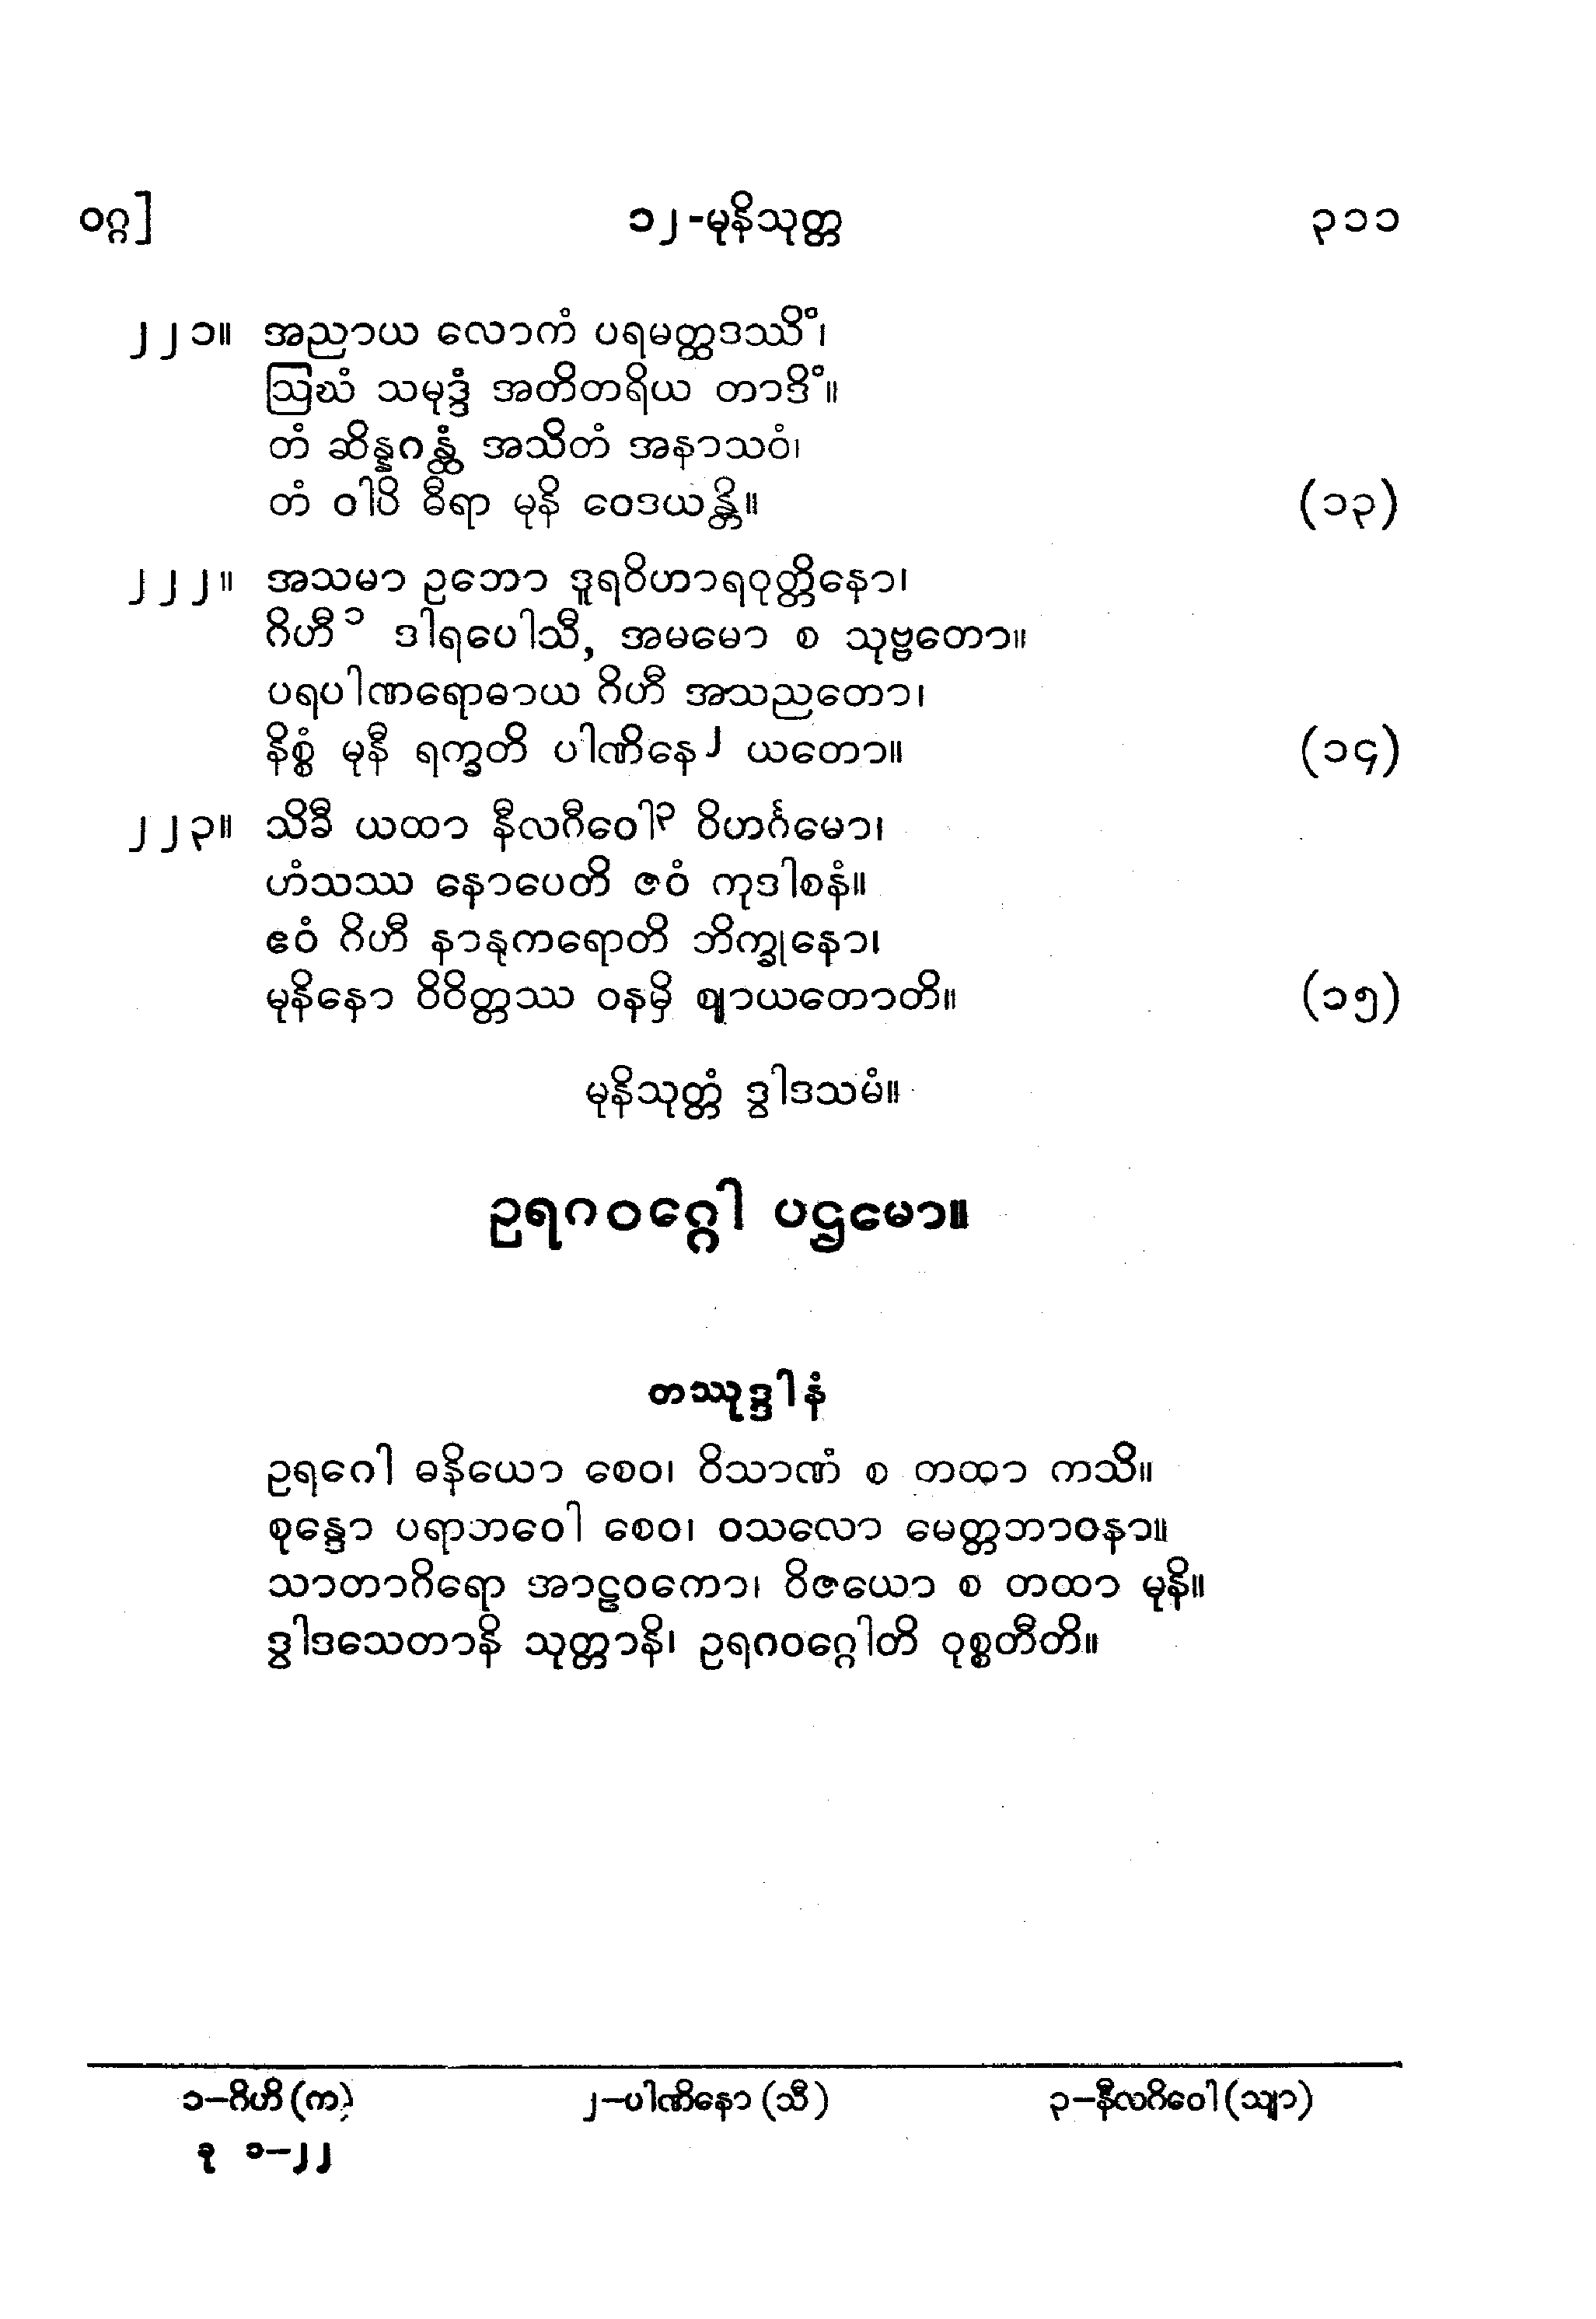 ဝဂ္ဂ] ၁၂-မုနိသုတ္တ ၃၁၁
၂၂၁။ အညာယ လောကံ ပရမတ္ထဒဿိံ၊
ဩဃံ သမုဒ္ဒံ အတိတရိယ တာဒိံ။
တံ ဆိန္နဂန္ထံ အသိတံ အနာသဝံ၊
တံ ဝါပိ ဓီရာ မုနိ ဝေဒယန္တိ။ (၁၃)
၂၂၂။ အသမာ ဥဘော ဒူရဝိဟာရဝုတ္တိနော၊
ဂိဟီ၁ ဒါရပေါသီ, အမမော စ သုဗ္ဗတော။
ပရပါဏရောဓာယ ဂိဟီ အသညတော၊
နိစ္စံ မုနီ ရက္ခတိ ပါဏိနေ၂ ယတော။ (၁၄)
၂၂၃။ သိခီ ယထာ နီလဂီဝေါ၃ ဝိဟင်္ဂမော၊
ဟံသဿ နောပေတိ ဇဝံ ကုဒါစနံ။
ဧဝံ ဂိဟီ နာနုကရောတိ ဘိက္ခုနော၊
မုနိနော ဝိဝိတ္တဿ ဝနမှိ ဈာယတောတိ။ (၁၅)
မုနိသုတ္တံ ဒွါဒသမံ။
ဥရဂဝဂ္ဂေါ ပဌမော။
တဿုဒ္ဒါနံ
ဥရဂေါ ဓနိယော စေဝ၊ ဝိသာဏံ စ တထာ ကသိ။
စုန္ဒော ပရာဘဝေါ စေဝ၊ ဝသလော မေတ္တဘာဝနာ။
သာတာဂိရော အာဠဝကော၊ ဝိဇယော စ တထာ မုနိ။
ဒွါဒသေတာနိ သုတ္တာနိ၊ ဥရဂဝဂ္ဂေါတိ ဝုစ္စတီတိ။
၁–ဂိဟိ (က) ၂–ပါဏိနော (သီ) ၃–နီလဂိဝေါ (သျာ)
ခု ၁–၂၂